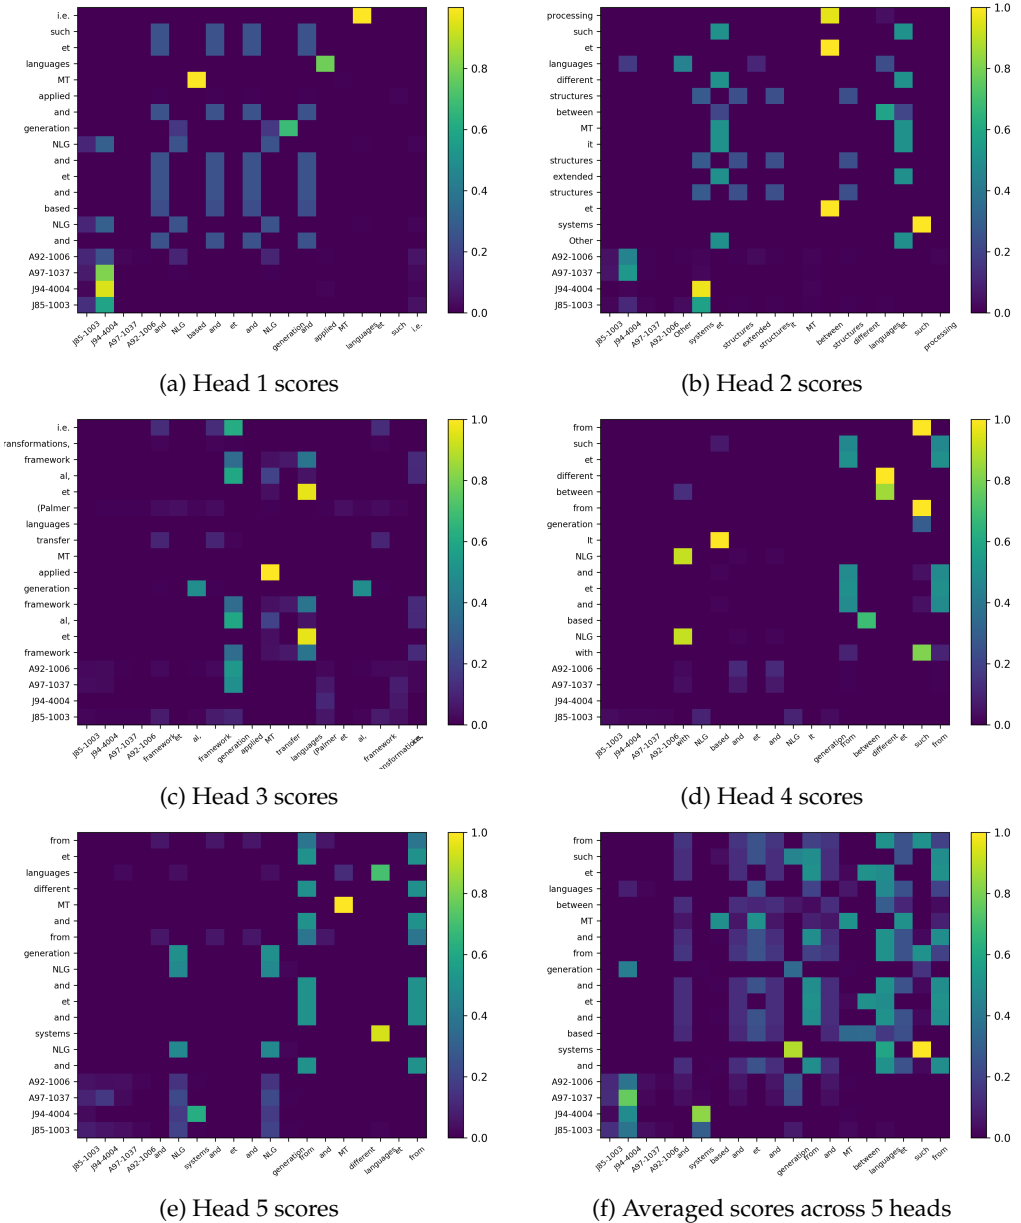 i.e.
such
et
languages
MT
applied
and
generation
NLG
and
et
and
based
NLG
and
A92-1006
A97-1037
J94-4004
J85-1003
J85-1003 J94-4004 A97-1037 A92-1006 and NLG based and et and NLG generation and applied MT languages et such i.e.
0.8
0.6
0.4
0.2
0.0
(a) Head 1 scores
processing
such
et
languages
different
structures
between
MT
it
structures
extended
structures
et
systems
Other
A92-1006
A97-1037
J94-4004
J85-1003
J85-1003 J94-4004 A97-1037 A92-1006 Other systems et structures extended structures it MT between structures different languages et such processing
1.0
0.8
0.6
0.4
0.2
0.0
(b) Head 2 scores
i.e.
ransformations,
framework
al,
et
(Palmer
languages
transfer
MT
applied
generation
framework
al,
et
framework
A92-1006
A97-1037
J94-4004
J85-1003
J85-1003 J94-4004 A97-1037 A92-1006 framework et al, framework generation applied MT transfer languages (Palmer et al, framework
1.0
0.8
0.6
0.4
0.2
0.0
(c) Head 3 scores
from
such
et
different
between
from
generation
It
NLG
and
et
and
based
NLG
with
A92-1006
A97-1037
J94-4004
J85-1003
J85-1003 J94-4004 A97-1037 A92-1006 with NLG based and et and NLG It generation from between different et such from
1.0
0.8
0.6
0.4
0.2
0.0
(d) Head 4 scores
from
et
languages
different
MT
and
from
generation
NLG
and
et
and
systems
NLG
and
A92-1006
A97-1037
J94-4004
J85-1003
J85-1003 J94-4004 A97-1037 A92-1006 and NLG systems and et and NLG generation from and MT different languages et from
1.0
0.8
0.6
0.4
0.2
0.0
(e) Head 5 scores
from
such
et
languages
between
MT
and
from
generation
and
et
and
based
systems
and
A92-1006
A97-1037
J94-4004
J85-1003
J85-1003 J94-4004 A97-1037 A92-1006 and systems based and et and generation from and MT between languages et such from
1.0
0.8
0.6
0.4
0.2
0.0
(f) Averaged scores across 5 heads